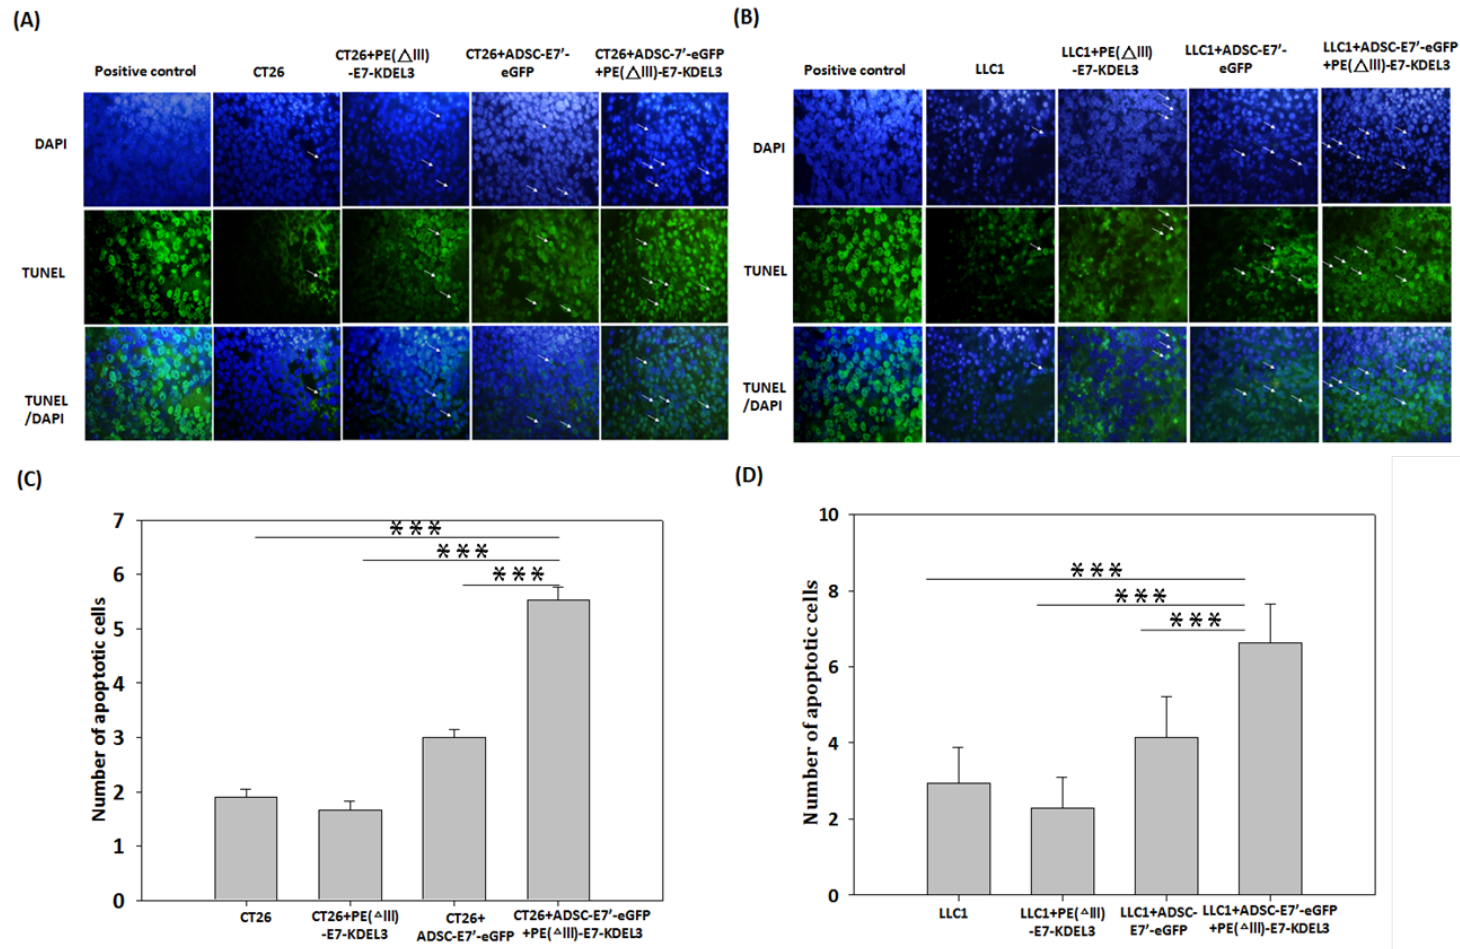 (A)
Positive control
CT26
CT26+PE(△III)
-E7-KDEL3
CT26+ADSC-E7′-
eGFP
CT26+ADSC-7′-eGFP
+PE(△III)-E7-KDEL3
DAPI
TUNEL
TUNEL
/DAPI
(B)
Positive control
LLC1
LLC1+PE(△III)
-E7-KDEL3
LLC1+ADSC-E7′-
eGFP
LLC1+ADSC-E7′-eGFP
+PE(△III)-E7-KDEL3
DAPI
TUNEL
TUNEL
/DAPI
(C)
Number of apoptotic cells
7
6
5
4
3
2
1
0
***
***
***
CT26
CT26+PE(△III)
-E7-KDEL3
CT26+
ADSC-E7′-eGFP
CT26+ADSC-E7′-eGFP
+PE(△III)-E7-KDEL3
(D)
Number of apoptotic cells
10
8
6
4
2
0
***
***
***
LLC1
LLC1+PE(△III)
-E7-KDEL3
LLC1+ADSC-
E7′-eGFP
LLC1+ADSC-E7′-eGFP
+PE(△III)-E7-KDEL3